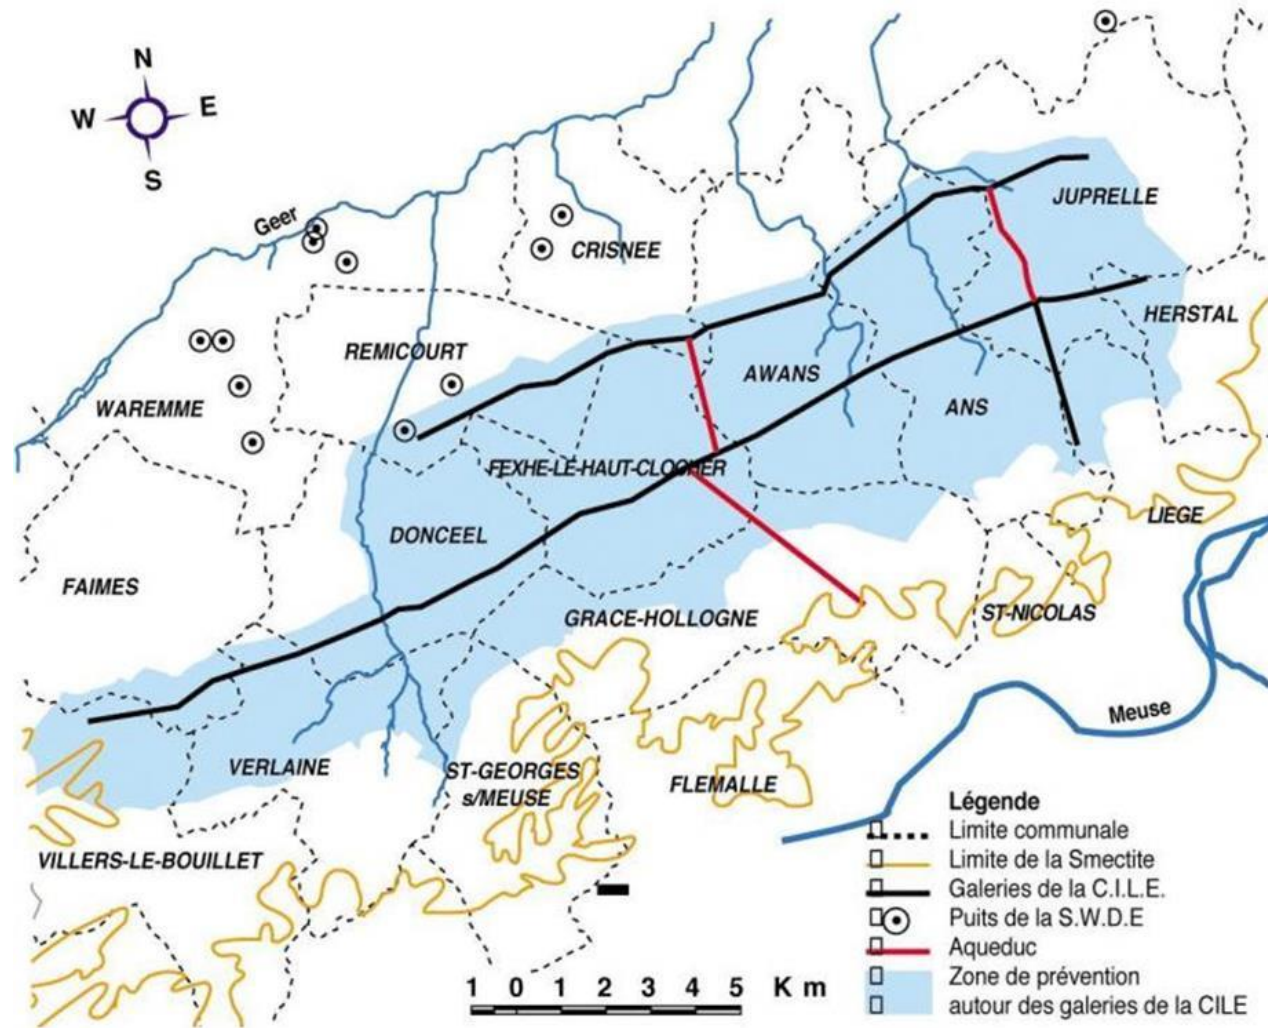 N
W
E
S
Geer
JUPRELLE
CRISNEE
HERSTAL
REMICOURT
AWANS
WAREMME
ANS
FEXHE-LE-HAUT-CLOCHER
LIEGE
DONCEEL
FAIMES
GRACE-HOLLOGNE
ST-NICOLAS
Meuse
VERLAINE
ST-GEORGES
s/MEUSE
FLEMALLE
VILLERS-LE-BOUILLET
Légende
Limite communale
Limite de la Smectite
Galeries de la C.I.L.E.
Puits de la S.W.D.E
Aqueduc
Zone de prévention
autour des galeries de la CILE
1 0 1 2 3 4 5 K m